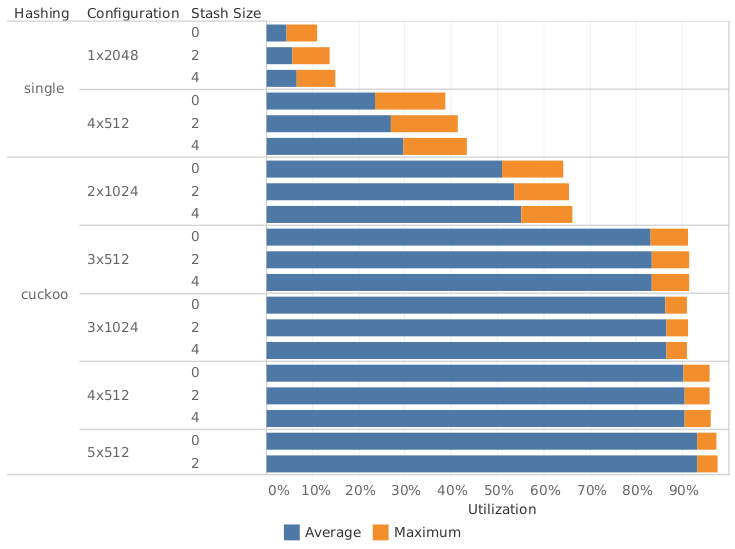 Hashing Configuration Stash Size
0
1x2048 2
4
single
0
4x512 2
4
0
2x1024 2
4
0
3x512 2
4
cuckoo
0
3x1024 2
4
0
4x512 2
4
0
5x512
2
0% 10% 20% 30% 40% 50% 60% 70% 80% 90%
Utilization
Average Maximum